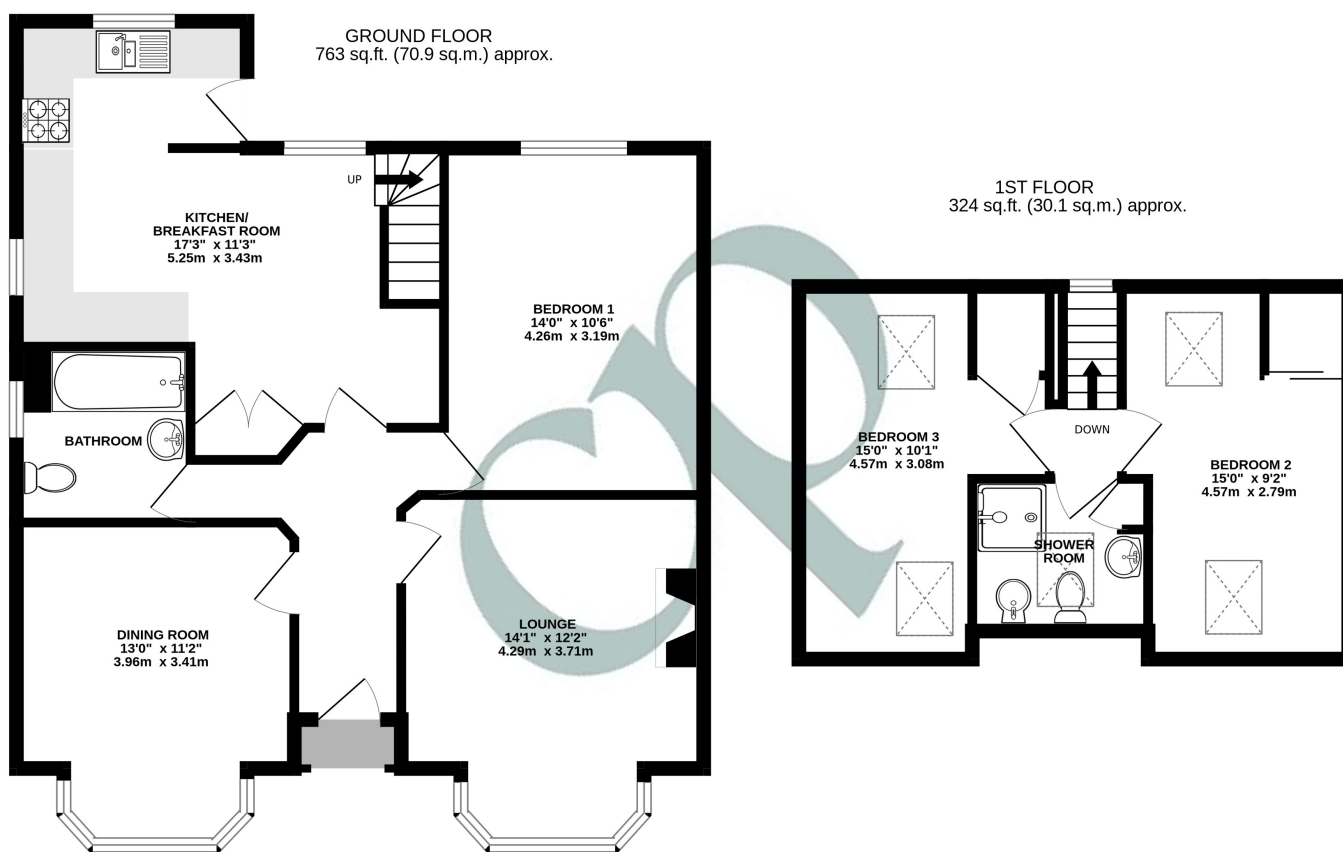 GROUND FLOOR
763 sq.ft. (70.9 sq.m.) approx.
UP
KITCHEN/
BREAKFAST ROOM
17'3" x 11'3"
5.25m x 3.43m
BEDROOM 1
14'0" x 10'6"
4.26m x 3.19m
BATHROOM
DINING ROOM
13'0" x 11'2"
3.96m x 3.41m
LOUNGE
14'1" x 12'2"
4.29m x 3.71m
1ST FLOOR
324 sq.ft. (30.1 sq.m.) approx.
DOWN
BEDROOM 3
15'0" x 10'1"
4.57m x 3.08m
BEDROOM 2
15'0" x 9'2"
4.57m x 2.79m
SHOWER
ROOM
cp